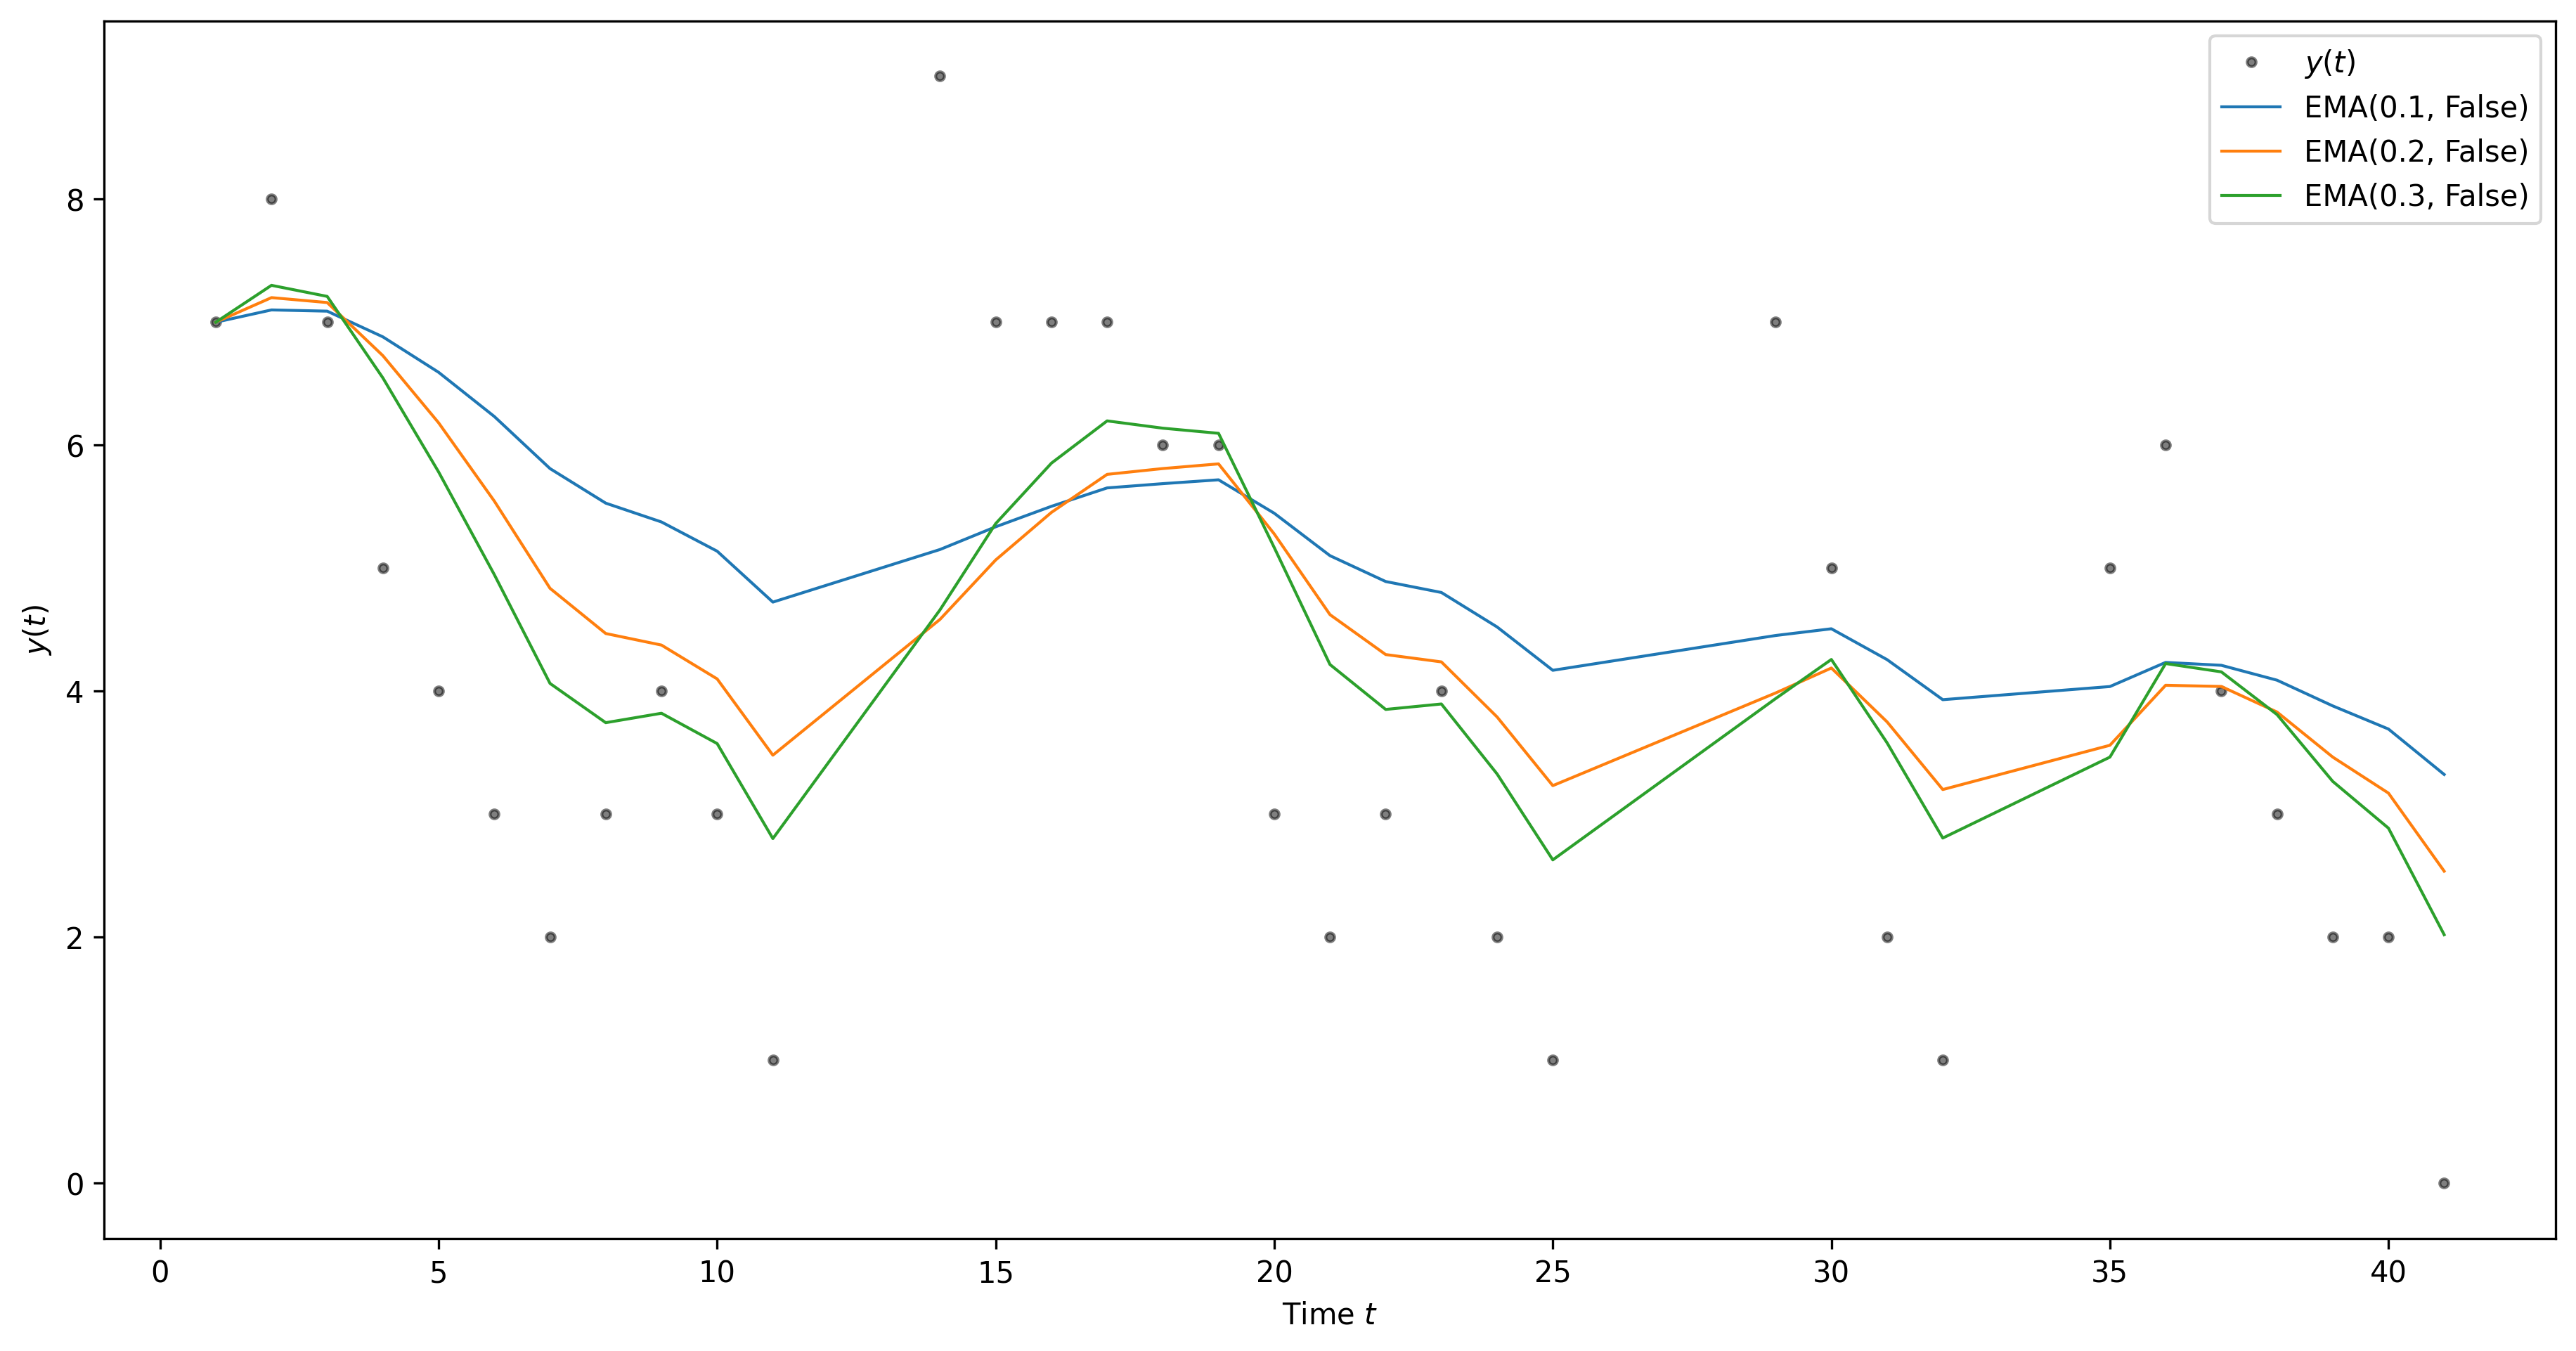 y(t)
EMA(0.1, False)
EMA(0.2, False)
EMA(0.3, False)
8
6
4
2
0
y(t)
0 5 10 15 20 25 30 35 40
Time t